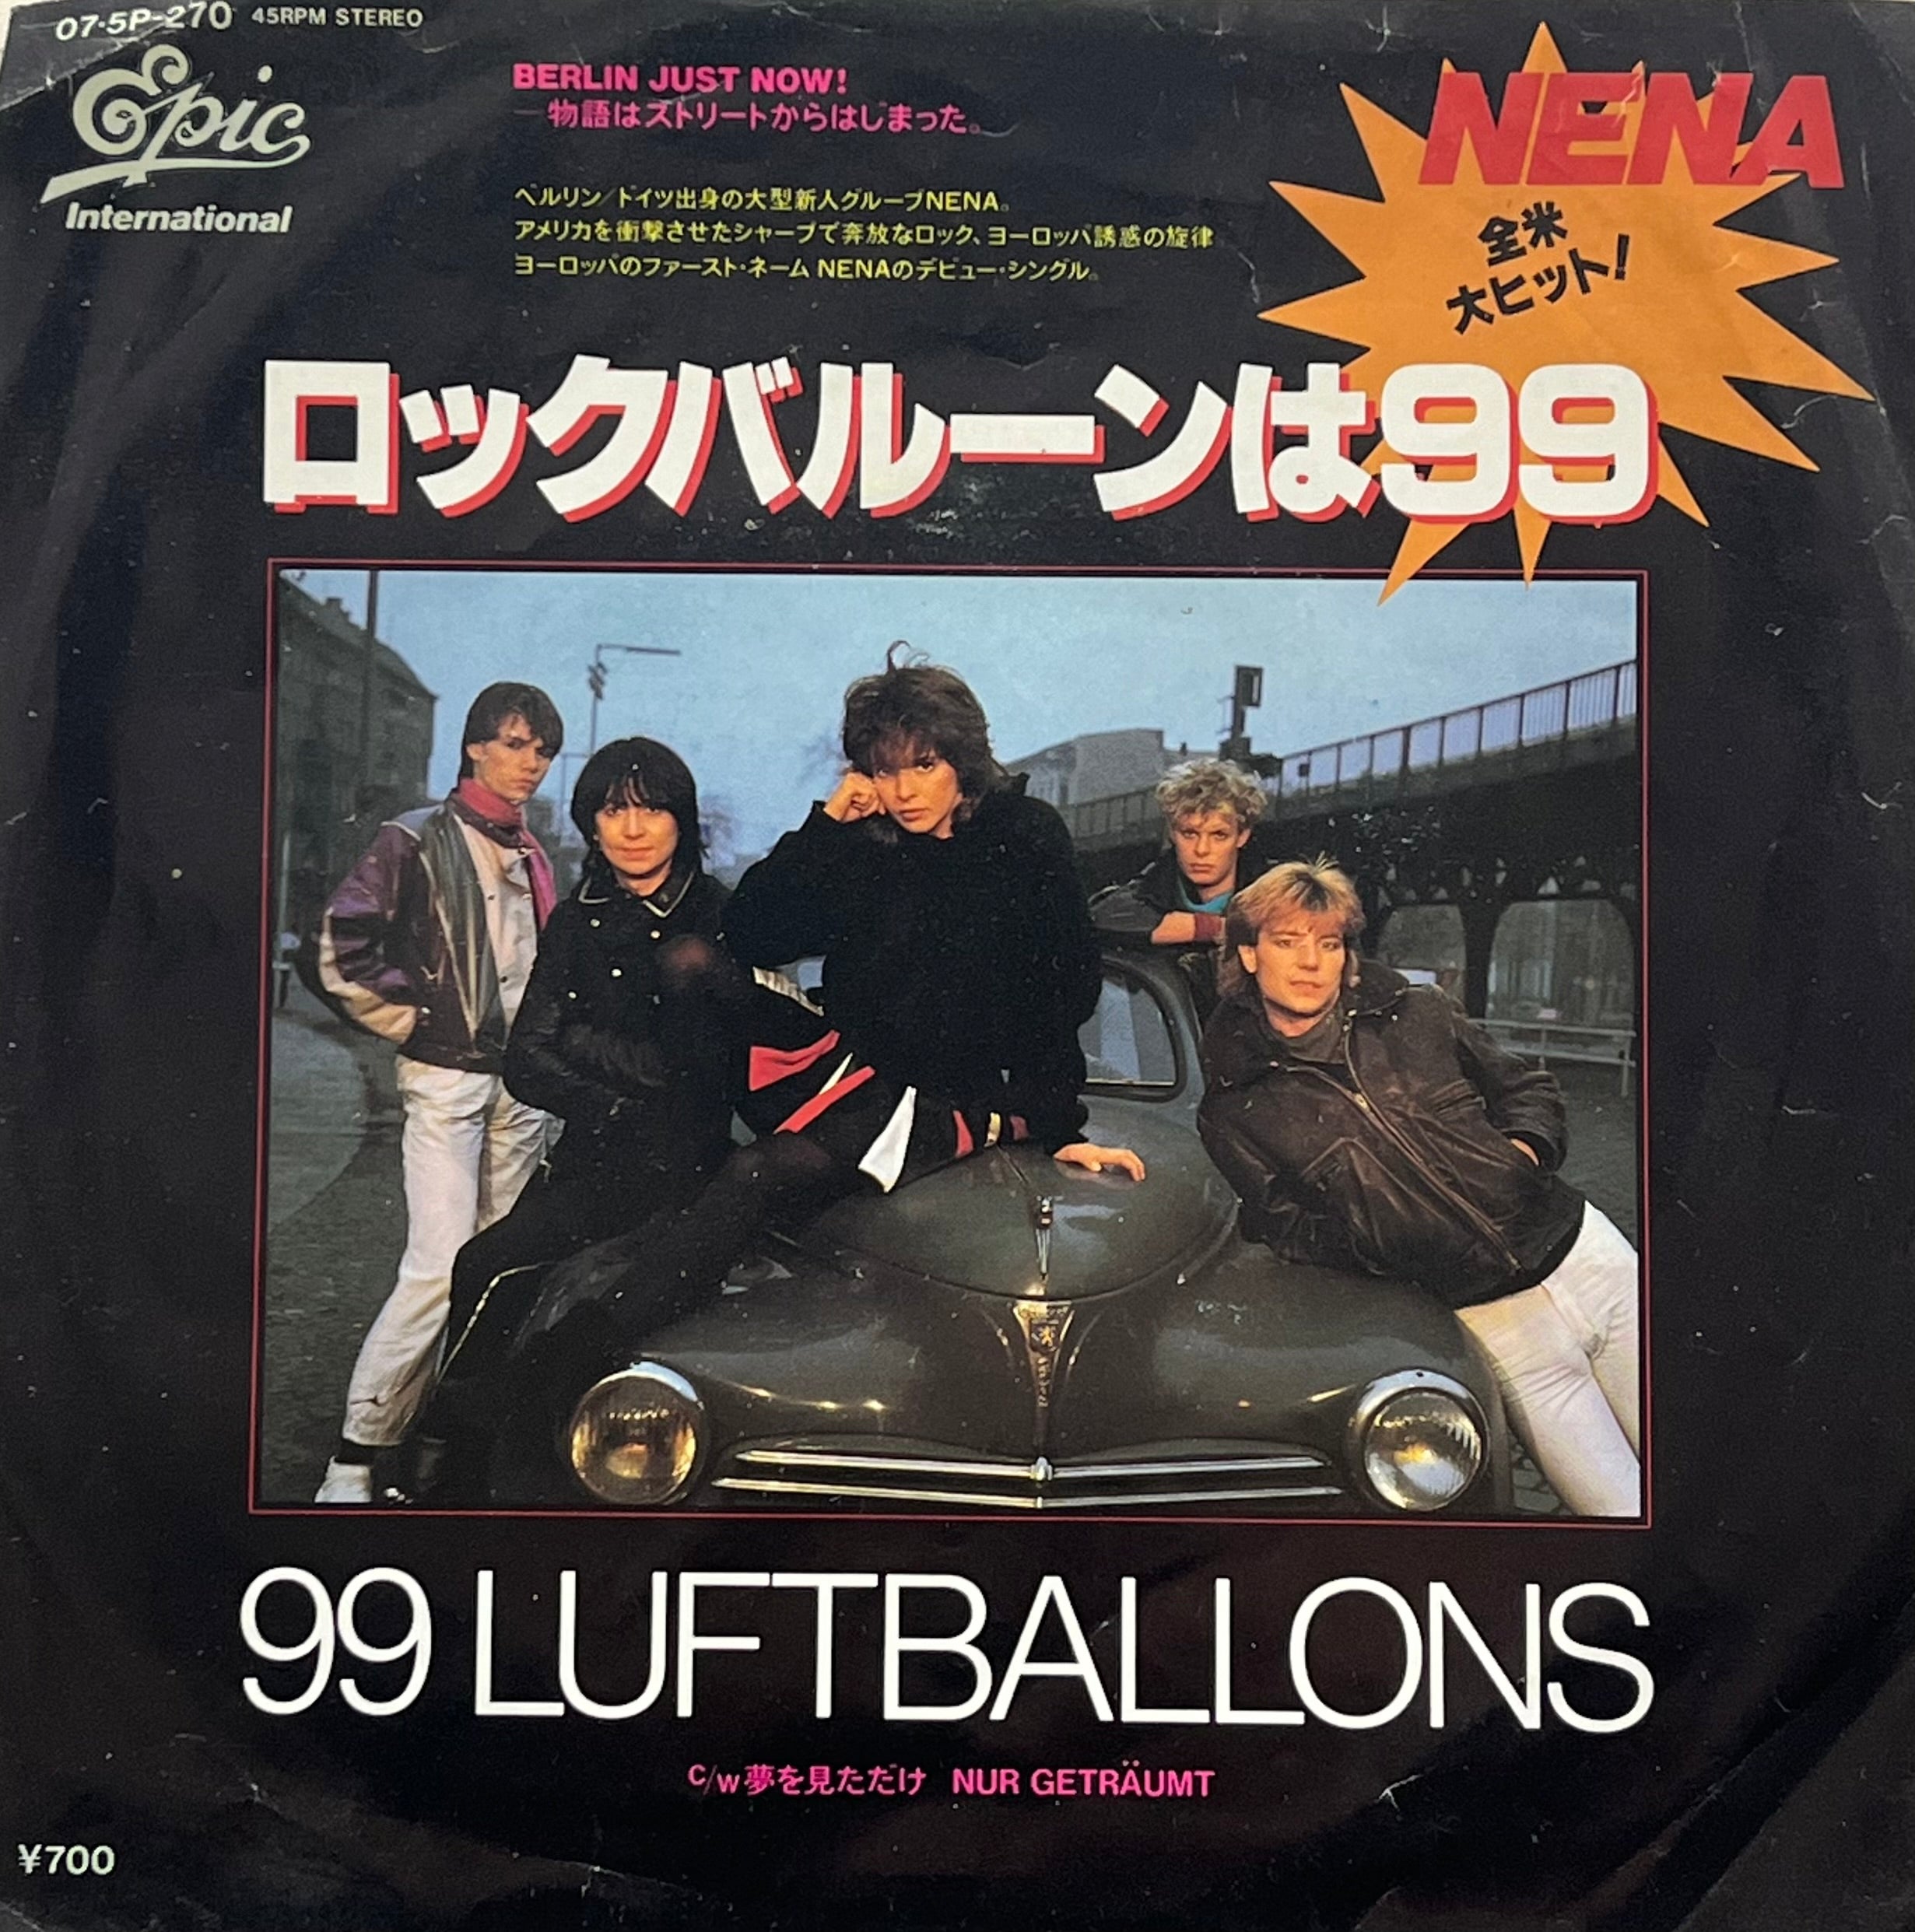 07・5P-270 45RPM STEREO
Epic
International
BERLIN JUST NOW!
—物語はストリートからはじまった。
ベルリン/ドイツ出身の大型新人グループNENA。
アメリカを衝撃させたシャープで奔放なロック、ヨーロッパ誘惑の旋律
ヨーロッパのファースト・ネーム NENAのデビュー・シングル。
NENA
全米
大ヒット!
ロックバルーンは99
99 LUFTBALLONS
c/w 夢を見ただけ NUR GETRÄUMT
¥700